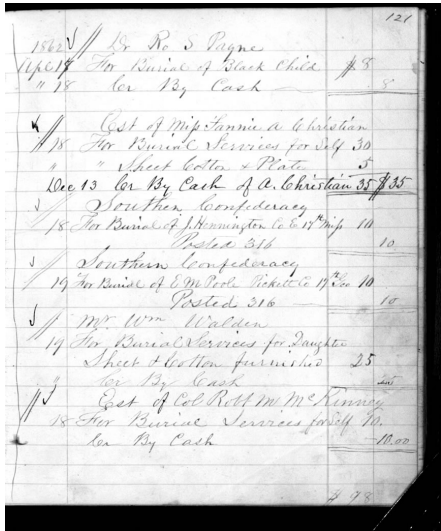 121
1862 Dr Ro S Payne
Apl 17 For Burial of Black Child $8
" 18 Cr By Cash 8
Est of Miss Fannie A Christian
18 For Burial Services for Self 30
" " Sheet Cotton & Plate 5
Dec 13 Cr By Cash of A. Christian 35 $35
Southern Confederacy
18 For Burial of J. Hennington Co E 17th Miss 10
Posted 316 — 10
Southern Confederacy
19 For Burial of E M Poole Pickett Co 17th Geo 10
Posted 316 — 10
Mr. Wm Walden
19 For Burial Services for Daughter
Sheet & Cotton furnished 25
" Cr By Cash
Est of Col Robt M McKinney
18 For Burial Services for Self 10.
Cr By Cash 10.00
$ 98